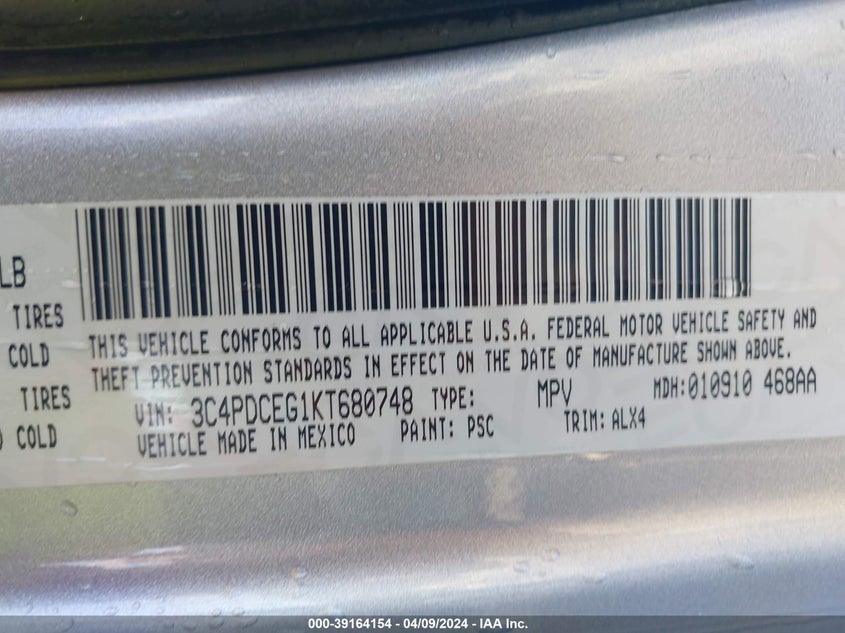 LB
TIRES
COLD
TIRES
COLD
THIS VEHICLE CONFORMS TO ALL APPLICABLE U.S.A. FEDERAL MOTOR VEHICLE SAFETY AND
THEFT PREVENTION STANDARDS IN EFFECT ON THE DATE OF MANUFACTURE SHOWN ABOVE.
VIN: 3C4PDCEG1KT680748 TYPE: MPV MDH:010910 468AA
VEHICLE MADE IN MEXICO PAINT: PSC TRIM: ALX4
000-39164154 - 04/09/2024 - IAA Inc.